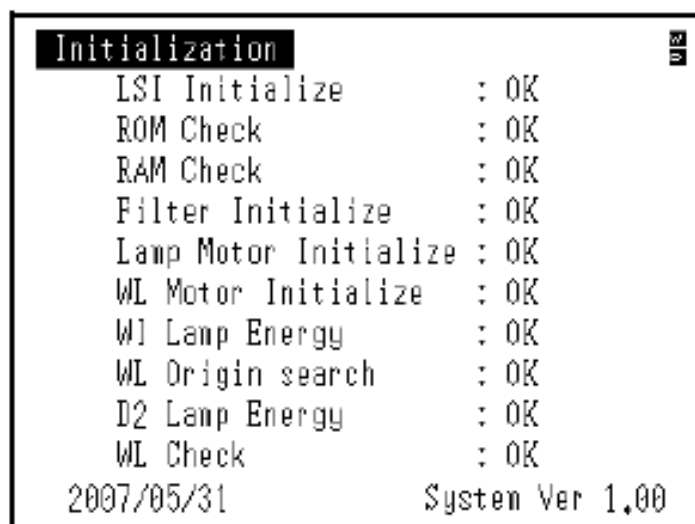 Initialization
LSI Initialize : OK
ROM Check : OK
RAM Check : OK
Filter Initialize : OK
Lamp Motor Initialize : OK
WL Motor Initialize : OK
WI Lamp Energy : OK
WL Origin search : OK
D2 Lamp Energy : OK
WL Check : OK
2007/05/31 System Ver 1.00